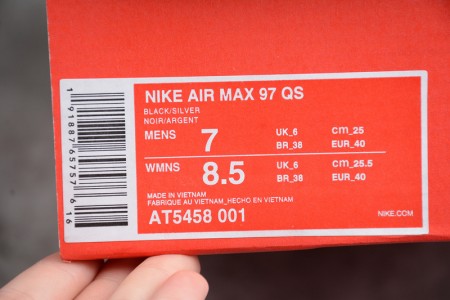 NIKE AIR MAX 97 QS
BLACK/SILVER
NOIR/ARGENT
MENS 7 UK_6 cm_25
BR_38 EUR_40
WMNS 8.5 UK_6 cm_25.5
BR_38 EUR_40
MADE IN VIETNAM
FABRIQUE AU VIETNAM_HECHO EN VIETNAM
AT5458 001
NIKE.COM